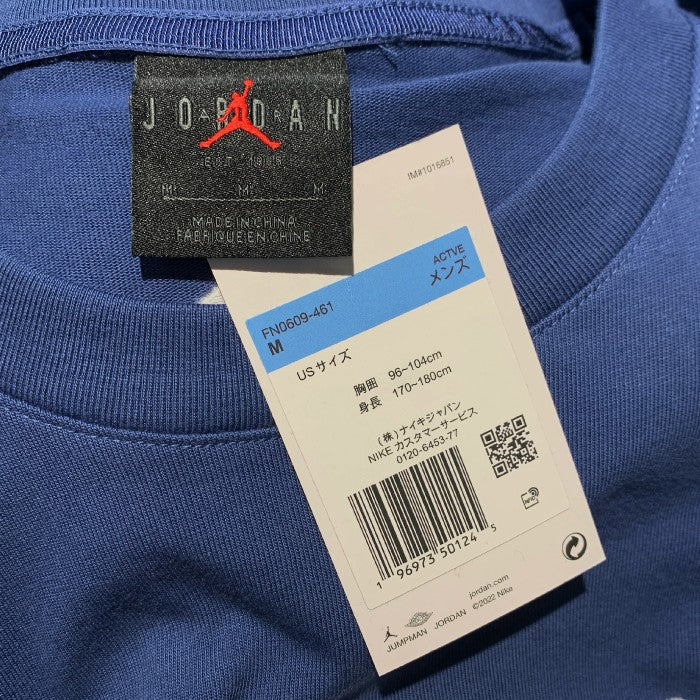 JORDAN
EST. 1985
M M M
MADE IN CHINA
FABRIQUE EN CHINE
IM#1015851
ACTVE
メンズ
FN0609-461
M
USサイズ
胸囲 96~104cm
身長 170~180cm
(株)ナイキジャパン
NIKE カスタマーサービス
0120-6453-77
1 96973 50124 5
jordan.com
JUMPMAN JORDAN ©2022 Nike